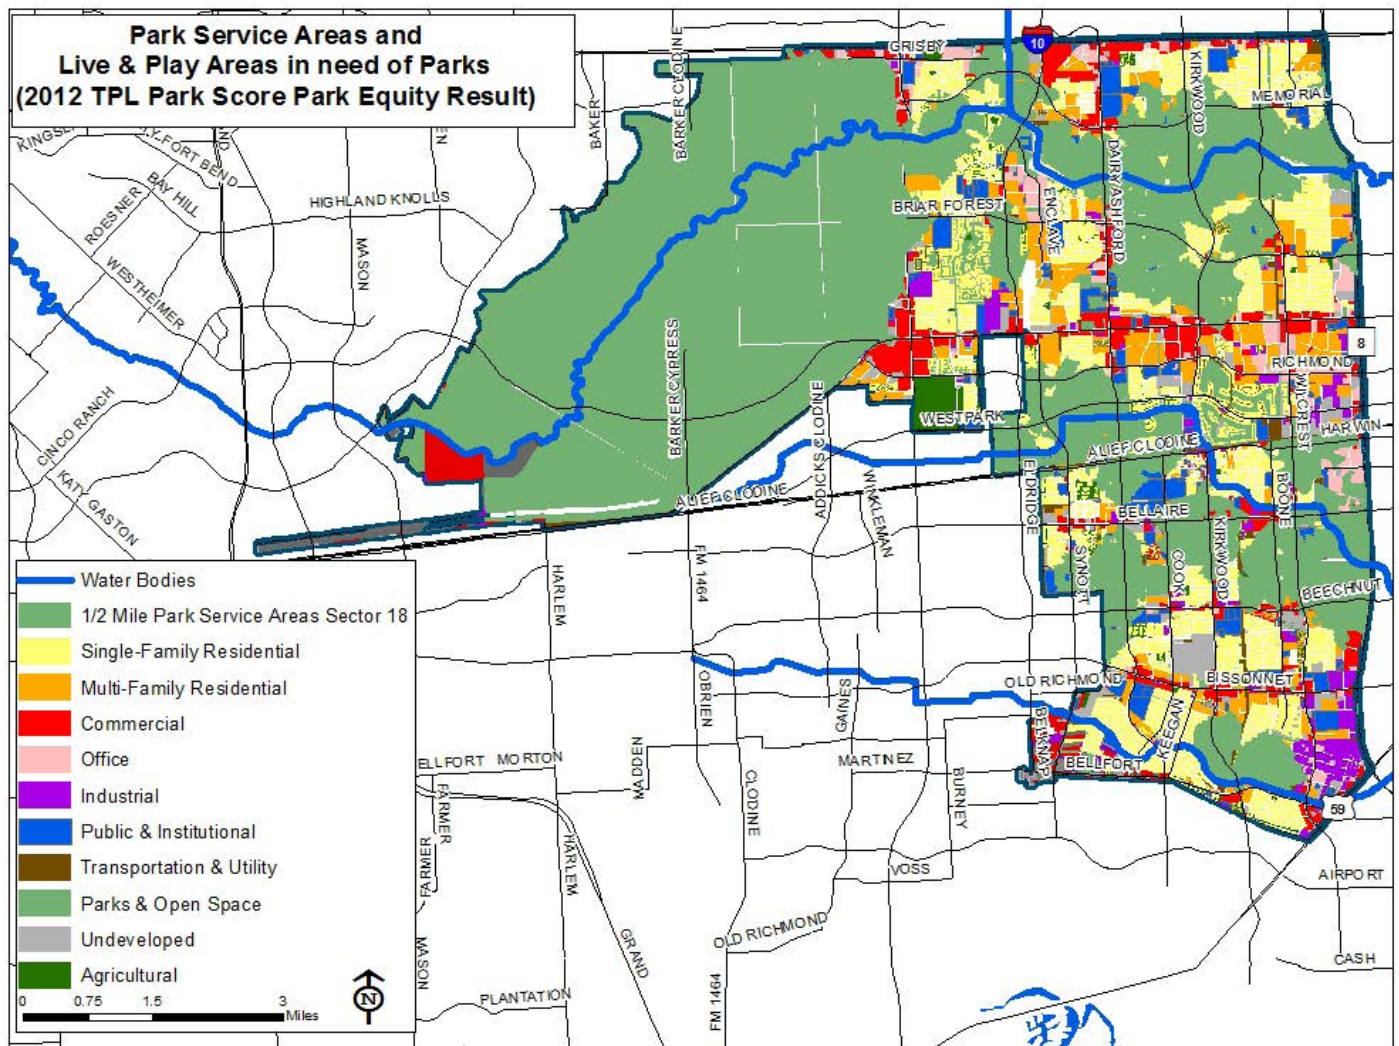 Park Service Areas and
Live & Play Areas in need of Parks
(2012 TPL Park Score Park Equity Result)
10
GRISBY
BARKER CLODINE
BAKER
KIRKWOOD
MEMORIAL
FORT BEND
BAY HILL
ROESNER
HIGHLAND KNOLLS
MASON
WESTHEIMER
BRIAR FOREST
ENCLAVE
DAIRY ASHFORD
8
RICHMOND
WILCREST
HARWIN
BARKER CYPRESS
CINCO RANCH
KATY GASTON
WESTPARK
ADDICKS CLODINE
ALIEF CLODINE
ALIEF CLODINE
WINKLEMAN
ELDRIDGE
BELLAIRE
BOONE
SYNOTT
COOK
KIRKWOOD
BEECHNUT
FM 1464
HARLEM
OLD RICHMOND
BISSONNET
OBRIEN
GAINES
BELKNAP
KEEGAN
BELLFORT
59
ELLFORT
MORTON
MADDEN
MARTINEZ
CLODINE
BURNEY
FARMER
FARMER
HARLEM
VOSS
AIRPORT
OLD RICHMOND
GRAND
CASH
MASON
PLANTATION
FM 1464
Water Bodies
1/2 Mile Park Service Areas Sector 18
Single-Family Residential
Multi-Family Residential
Commercial
Office
Industrial
Public & Institutional
Transportation & Utility
Parks & Open Space
Undeveloped
Agricultural
N
0 0.75 1.5 3
Miles